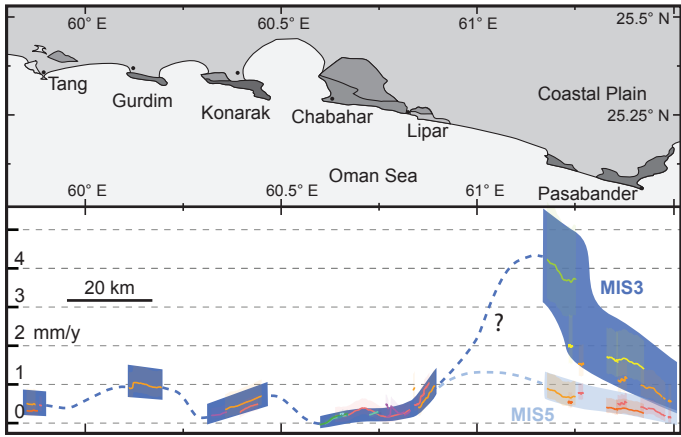 60° E
60.5° E
61° E
25.5° N
Tang
Gurdim
Konarak
Chabahar
Lipar
Coastal Plain
25.25° N
Oman Sea
Pasabander
60° E
60.5° E
61° E
4
3
2
1
0
mm/y
20 km
?
MIS3
MIS5